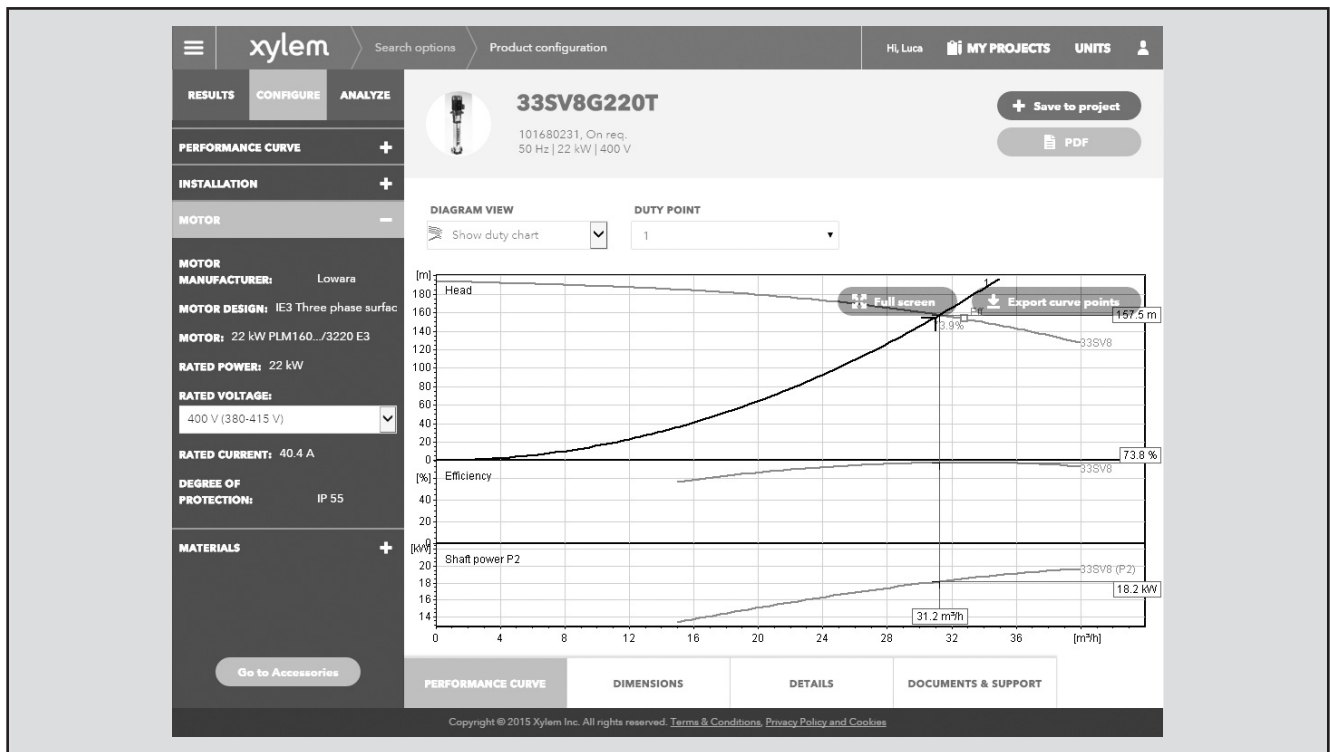 xylem
Search options
Product configuration
Hi, Luca
MY PROJECTS
UNITS
RESULTS
CONFIGURE
ANALYZE
33SV8G220T
101680231, On req.
50 Hz | 22 kW | 400 V
+ Save to project
PDF
PERFORMANCE CURVE +
INSTALLATION +
MOTOR −
MOTOR
MANUFACTURER: Lowara
MOTOR DESIGN: IE3 Three phase surfac
MOTOR: 22 kW PLM160.../3220 E3
RATED POWER: 22 kW
RATED VOLTAGE:
400 V (380-415 V)
RATED CURRENT: 40.4 A
DEGREE OF
PROTECTION: IP 55
MATERIALS +
Go to Accessories
DIAGRAM VIEW
Show duty chart
DUTY POINT
1
[m]
Head
180
160
140
120
100
80
60
40
20
0
1
Full screen
Export curve points
Eff
157.5 m
3.9%
33SV8
73.8 %
[%]
Efficiency
33SV8
40
20
0
[kW]
Shaft power P2
20
18
16
14
33SV8 (P2)
18.2 kW
31.2 m³/h
0 4 8 12 16 20 24 28 32 36 [m³/h]
PERFORMANCE CURVE
DIMENSIONS
DETAILS
DOCUMENTS & SUPPORT
Copyright © 2015 Xylem Inc. All rights reserved. Terms & Conditions, Privacy Policy and Cookies